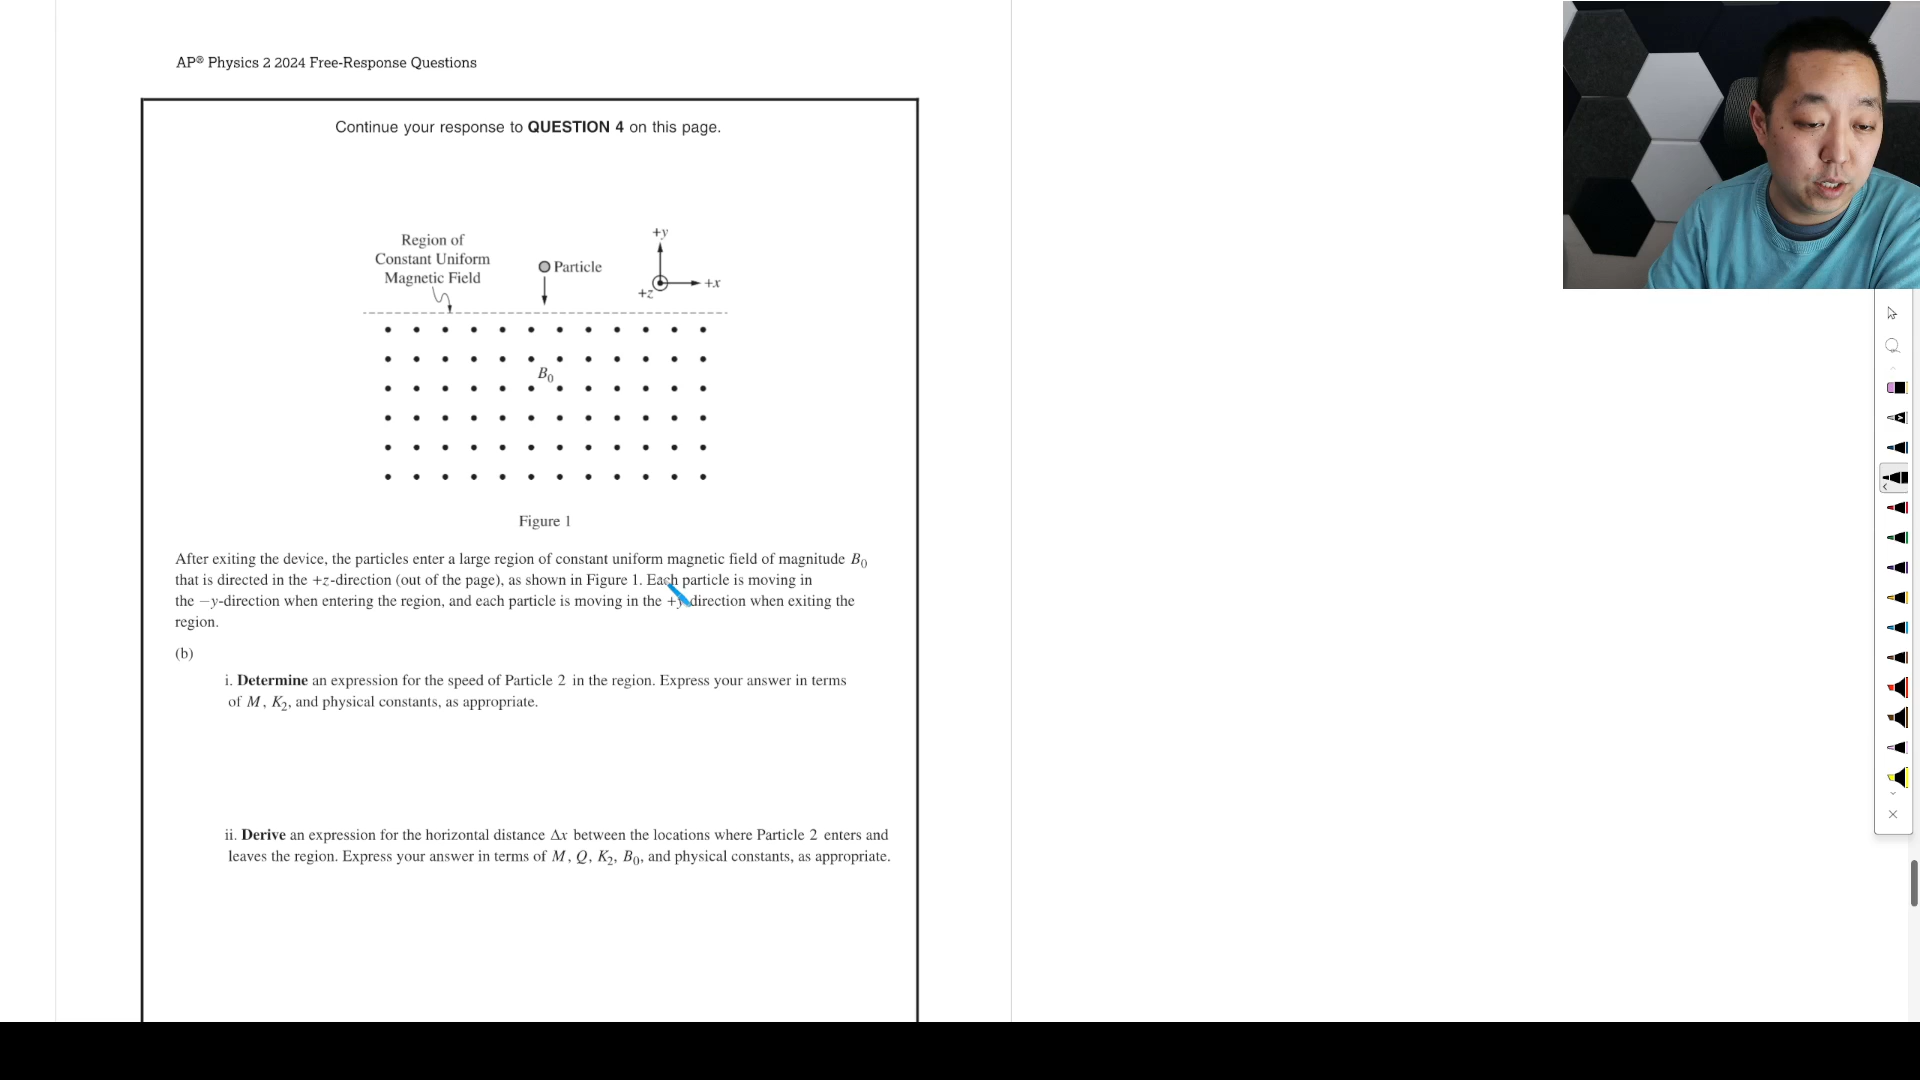 AP® Physics 2 2024 Free-Response Questions
Continue your response to QUESTION 4 on this page.
Region of
Constant Uniform
Magnetic Field
Particle
+y
+x
+z
B₀
Figure 1
After exiting the device, the particles enter a large region of constant uniform magnetic field of magnitude B₀
that is directed in the +z-direction (out of the page), as shown in Figure 1. Each particle is moving in
the −y-direction when entering the region, and each particle is moving in the +y-direction when exiting the
region.
(b)
i. Determine an expression for the speed of Particle 2 in the region. Express your answer in terms
of M, K₂, and physical constants, as appropriate.
ii. Derive an expression for the horizontal distance Δx between the locations where Particle 2 enters and
leaves the region. Express your answer in terms of M, Q, K₂, B₀, and physical constants, as appropriate.